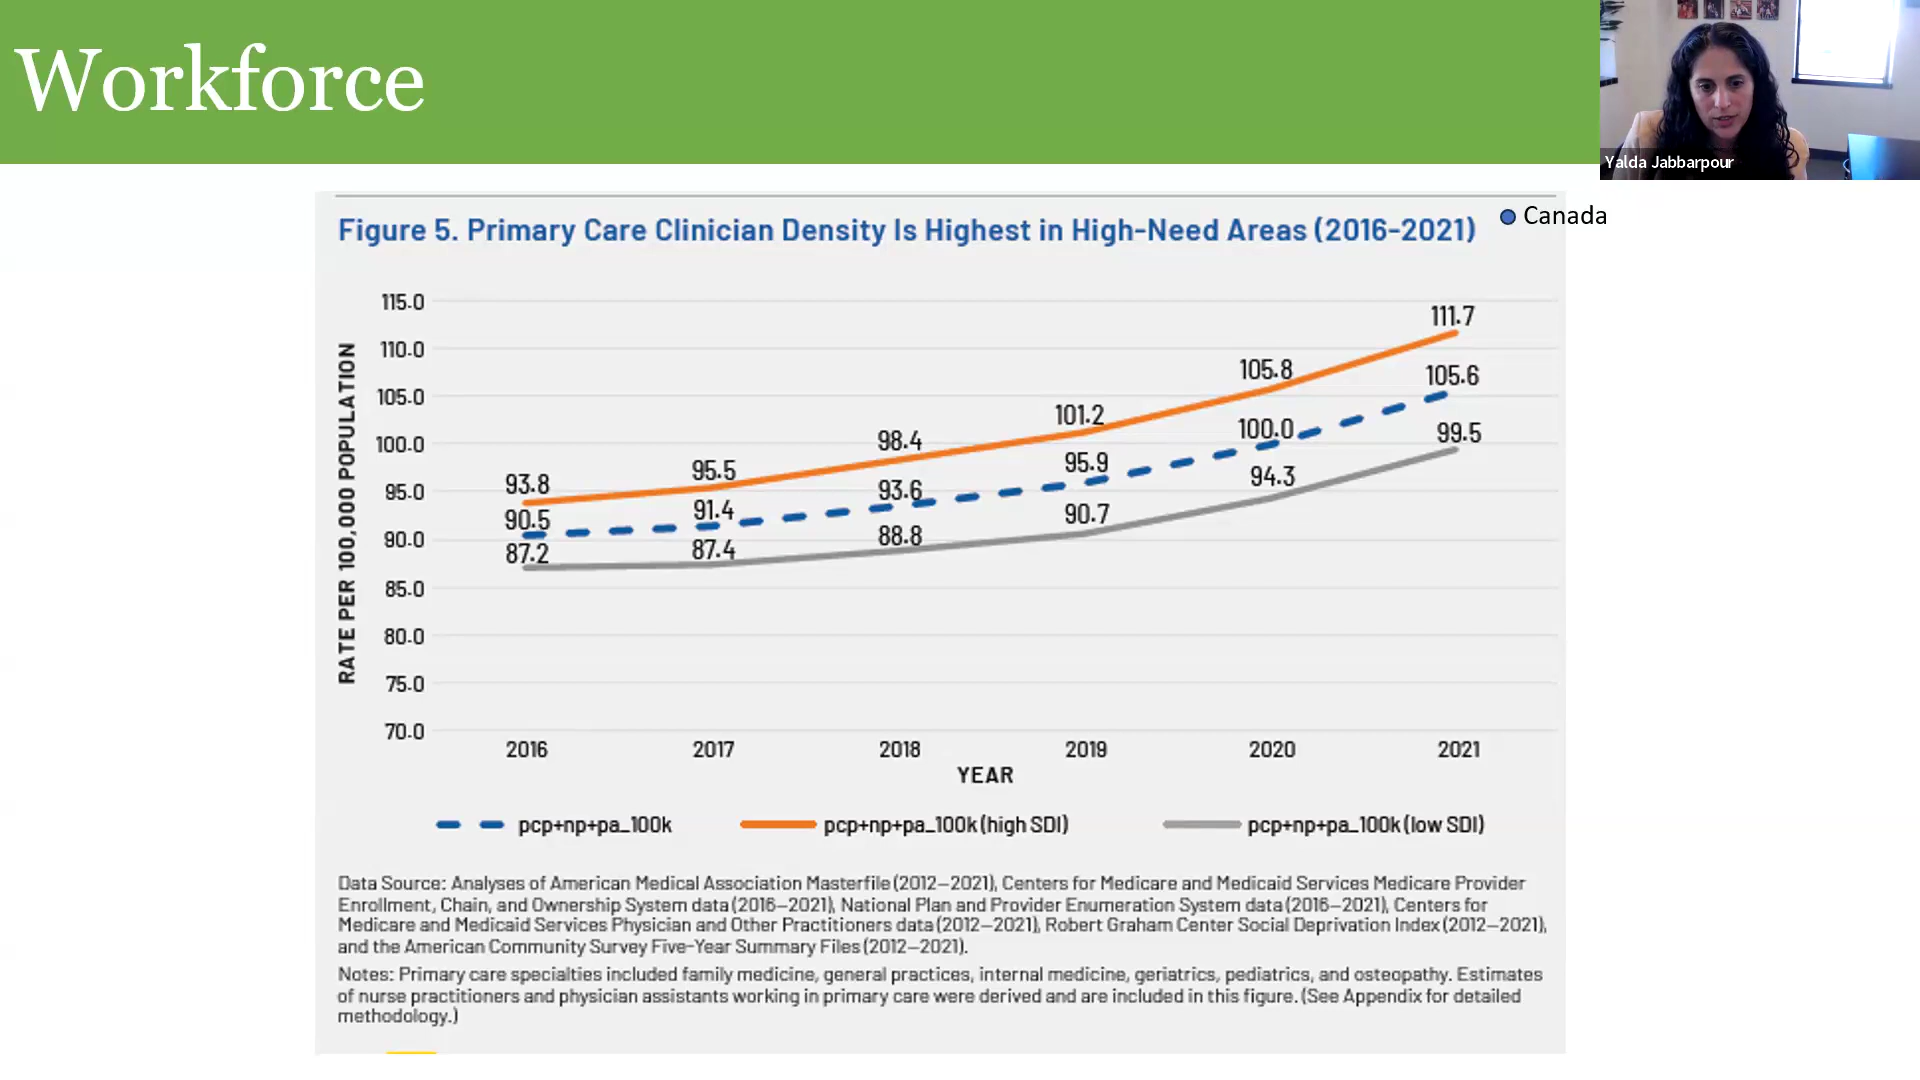 Workforce
Yalda Jabbarpour
Canada
Figure 5. Primary Care Clinician Density Is Highest in High-Need Areas (2016-2021)
RATE PER 100,000 POPULATION
115.0
110.0
105.0
100.0
95.0
90.0
85.0
80.0
75.0
70.0
93.8
95.5
98.4
101.2
105.8
111.7
90.5
91.4
93.6
95.9
100.0
105.6
87.2
87.4
88.8
90.7
94.3
99.5
2016 2017 2018 2019 2020 2021
YEAR
pcp+np+pa_100k pcp+np+pa_100k (high SDI) pcp+np+pa_100k (low SDI)
Data Source: Analyses of American Medical Association Masterfile (2012–2021), Centers for Medicare and Medicaid Services Medicare Provider
Enrollment, Chain, and Ownership System data (2016–2021), National Plan and Provider Enumeration System data (2016–2021), Centers for
Medicare and Medicaid Services Physician and Other Practitioners data (2012–2021), Robert Graham Center Social Deprivation Index (2012–2021),
and the American Community Survey Five-Year Summary Files (2012–2021).
Notes: Primary care specialties included family medicine, general practices, internal medicine, geriatrics, pediatrics, and osteopathy. Estimates
of nurse practitioners and physician assistants working in primary care were derived and are included in this figure. (See Appendix for detailed
methodology.)